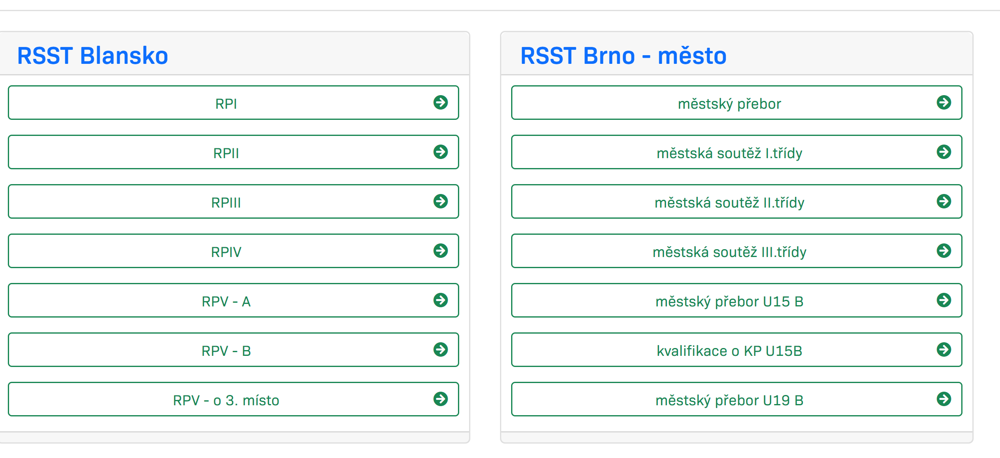 RSST Blansko
RPI
RPII
RPIII
RPIV
RPV - A
RPV - B
RPV - o 3. místo
RSST Brno - město
městský přebor
městská soutěž I.třídy
městská soutěž II.třídy
městská soutěž III.třídy
městský přebor U15 B
kvalifikace o KP U15B
městský přebor U19 B